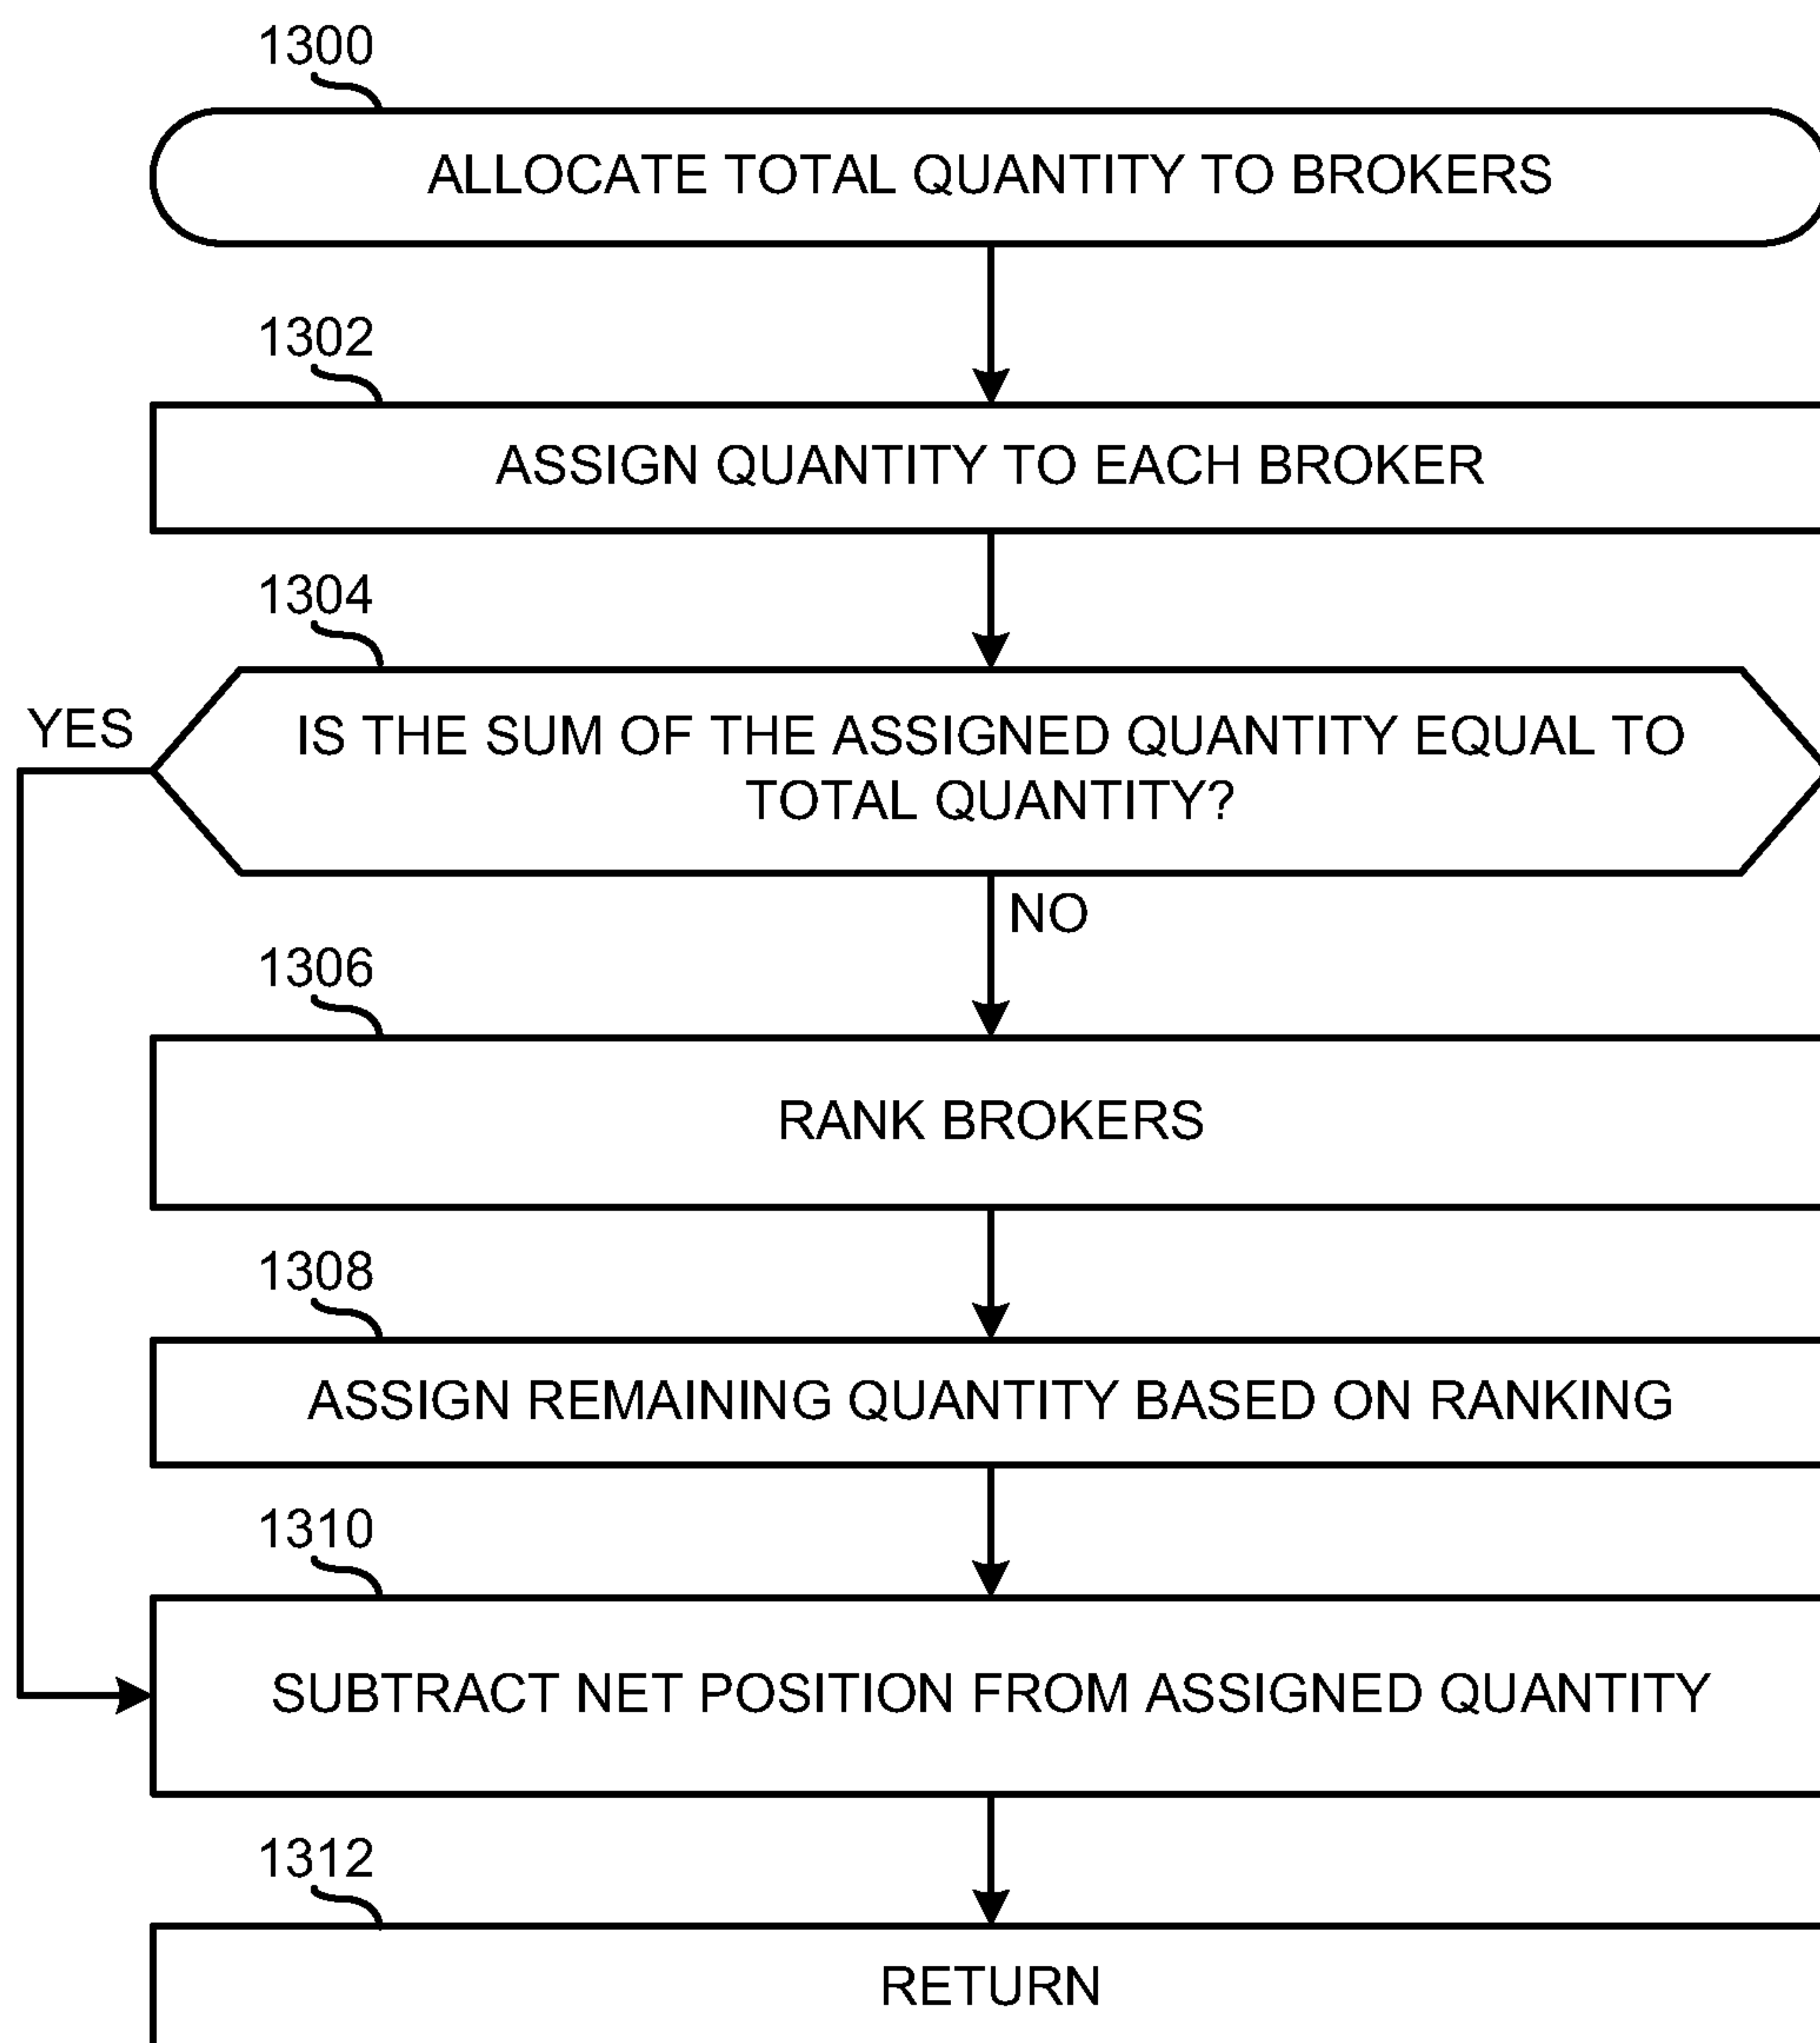 1300
ALLOCATE TOTAL QUANTITY TO BROKERS
1302
ASSIGN QUANTITY TO EACH BROKER
1304
YES
IS THE SUM OF THE ASSIGNED QUANTITY EQUAL TO
TOTAL QUANTITY?
NO
1306
RANK BROKERS
1308
ASSIGN REMAINING QUANTITY BASED ON RANKING
1310
SUBTRACT NET POSITION FROM ASSIGNED QUANTITY
1312
RETURN